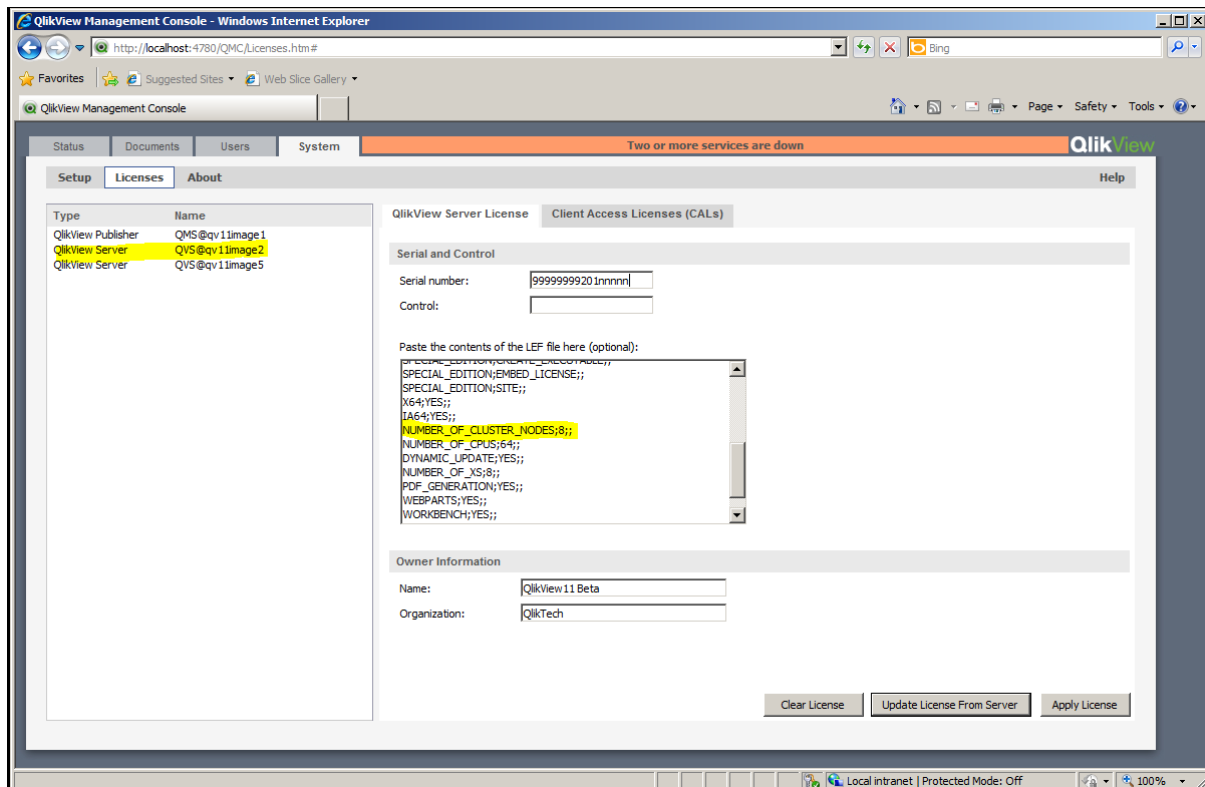 QlikView Management Console - Windows Internet Explorer
http://localhost:4780/QMC/Licenses.htm#
Bing
Favorites Suggested Sites Web Slice Gallery
QlikView Management Console
Page Safety Tools
Status Documents Users System Two or more services are down QlikView
Setup Licenses About Help
Type Name
QlikView Publisher QMS@qv11image1
QlikView Server QVS@qv11image2
QlikView Server QVS@qv11image5
QlikView Server License Client Access Licenses (CALs)
Serial and Control
Serial number: 99999999201nnnnn
Control:
Paste the contents of the LEF file here (optional):
SPECIAL_EDITION;CREATE_EXECUTABLE;;
SPECIAL_EDITION;EMBED_LICENSE;;
SPECIAL_EDITION;SITE;;
X64;YES;;
IA64;YES;;
NUMBER_OF_CLUSTER_NODES;8;;
NUMBER_OF_CPUS;64;;
DYNAMIC_UPDATE;YES;;
NUMBER_OF_XS;8;;
PDF_GENERATION;YES;;
WEBPARTS;YES;;
WORKBENCH;YES;;
Owner Information
Name: QlikView11 Beta
Organization: QlikTech
Clear License Update License From Server Apply License
Local intranet | Protected Mode: Off 100%